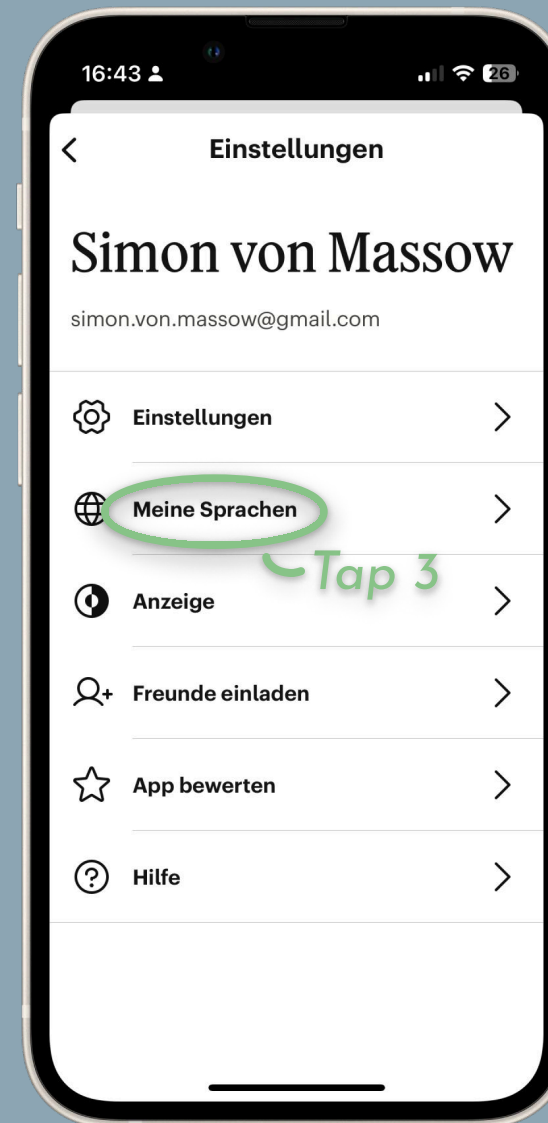 16:43
26
Einstellungen
Simon von Massow
simon.von.massow@gmail.com
Einstellungen
Meine Sprachen
Tap 3
Anzeige
Freunde einladen
App bewerten
Hilfe